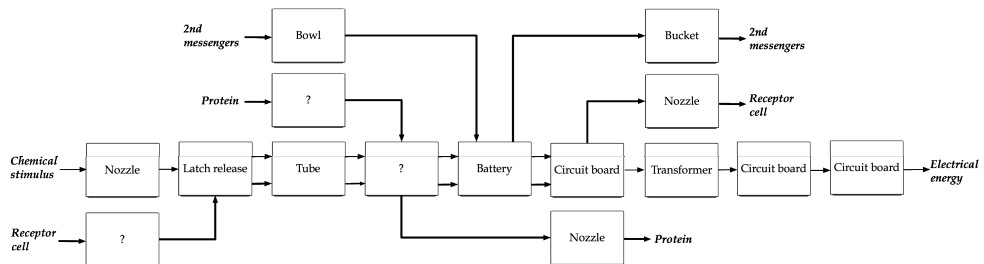 2nd
messengers
Bowl
Bucket
2nd
messengers
Protein
?
Nozzle
Receptor
cell
Chemical
stimulus
Nozzle
Latch release
Tube
?
Battery
Circuit board
Transformer
Circuit board
Circuit board
Electrical
energy
Receptor
cell
?
Nozzle
Protein